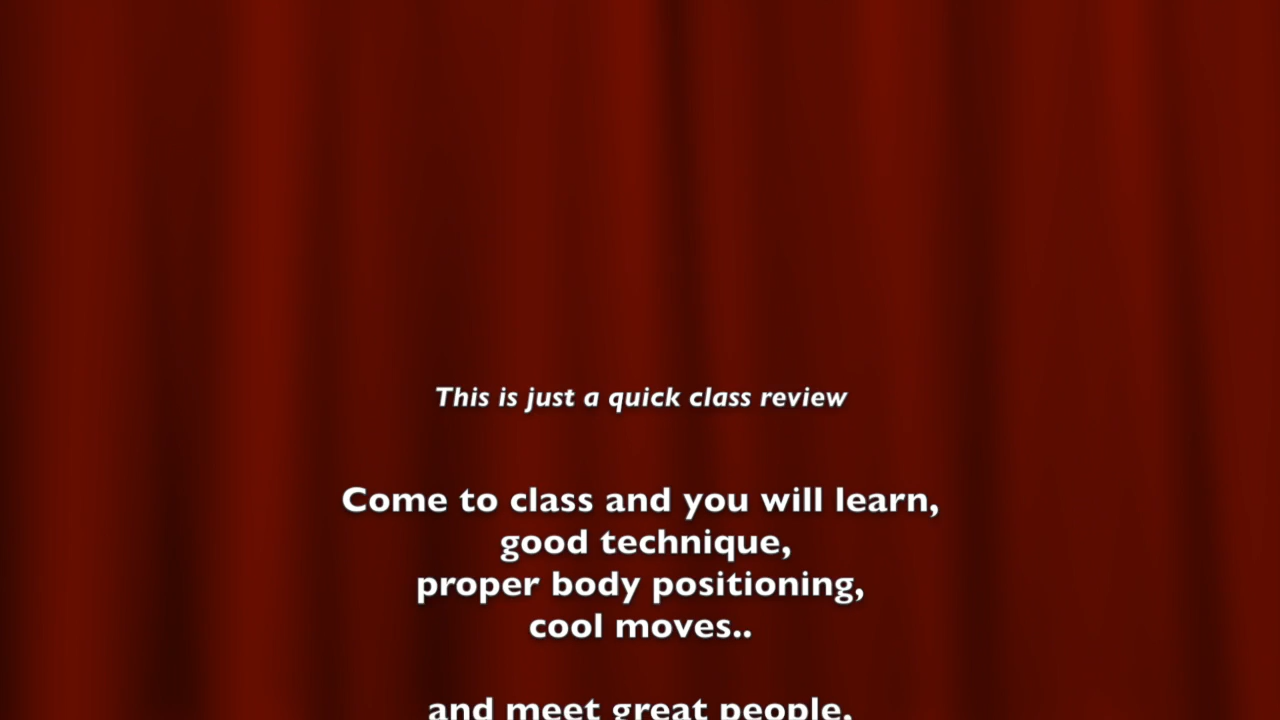 This is just a quick class review
Come to class and you will learn,
good technique,
proper body positioning,
cool moves..
and meet great people,